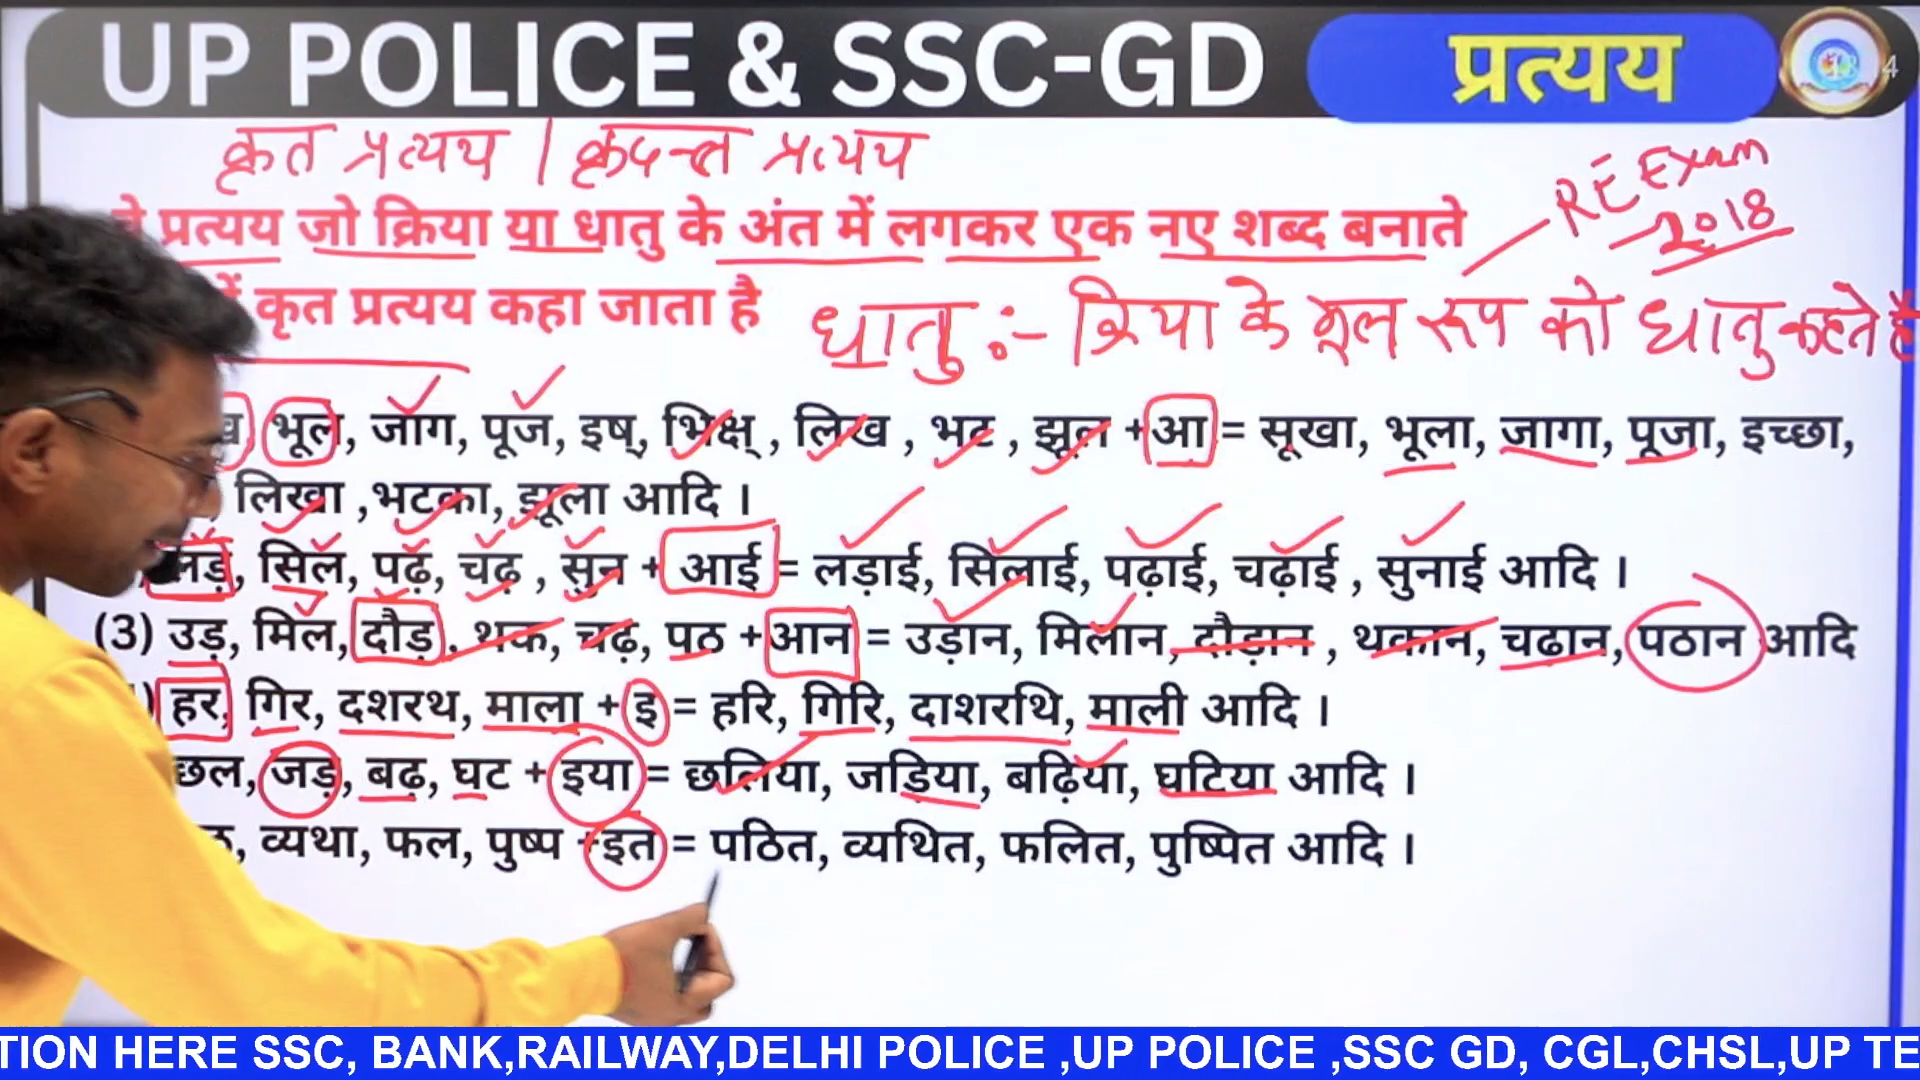 UP POLICE & SSC-GD प्रत्यय
कृत प्रत्यय / कृदन्त प्रत्यय
RE Exam
2018
प्रत्यय जो क्रिया या धातु के अंत में लगकर एक नए शब्द बनाते
कृत प्रत्यय कहा जाता है
धातु :- क्रिया के मूल रूप को धातु कहते है
भूल, जाग, पूज, इष्, भिक्ष् , लिख , भट , झूल +आ = सूखा, भूला, जागा, पूजा, इच्छा,
लिखा ,भटका, झूला आदि ।
लड़, सिल, पढ़, चढ़ , सुन + आई = लड़ाई, सिलाई, पढ़ाई, चढ़ाई , सुनाई आदि ।
(3) उड़, मिल, दौड़, थक, चढ़, पठ +आन = उड़ान, मिलान, दौड़ान , थकान, चढान, पठान आदि
) हर, गिर, दशरथ, माला + इ = हरि, गिरि, दाशरथि, माली आदि ।
छल, जड़, बढ़, घट + इया = छलिया, जड़िया, बढ़िया, घटिया आदि ।
व्यथा, फल, पुष्प +इत = पठित, व्यथित, फलित, पुष्पित आदि ।
TION HERE SSC, BANK,RAILWAY,DELHI POLICE ,UP POLICE ,SSC GD, CGL,CHSL,UP TE